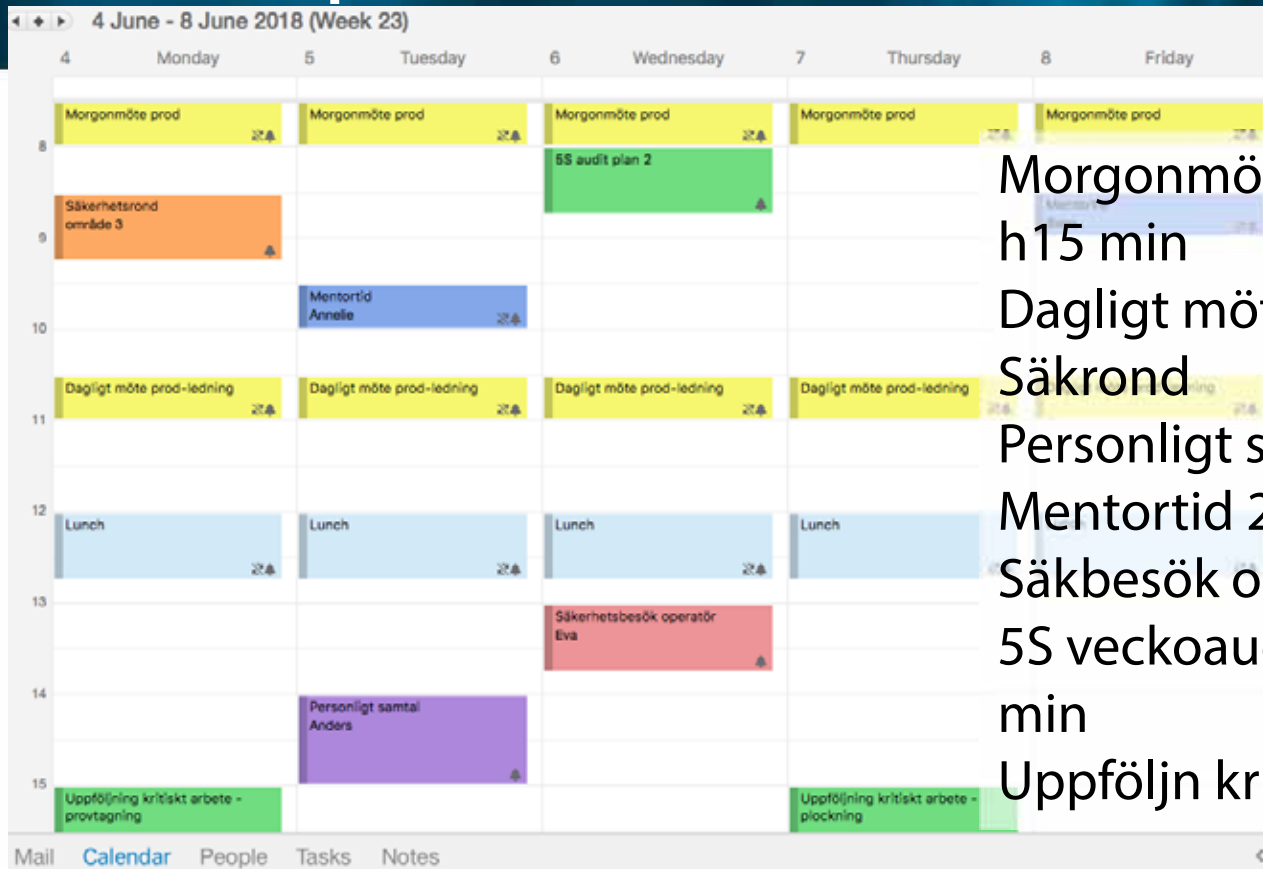 4 June - 8 June 2018 (Week 23)
4 Monday 5 Tuesday 6 Wednesday 7 Thursday 8 Friday
Morgonmöte prod
Morgonmöte prod
Morgonmöte prod
Morgonmöte prod
Morgonmöte prod
8
5S audit plan 2
Säkerhetsrond
område 3
9
Mentortid
Annelie
10
Dagligt möte prod-ledning
Dagligt möte prod-ledning
Dagligt möte prod-ledning
Dagligt möte prod-ledning
11
12
Lunch
Lunch
Lunch
Lunch
13
Säkerhetsbesök operatör
Eva
14
Personligt samtal
Anders
15
Uppföljning kritiskt arbete -
provtagning
Uppföljning kritiskt arbete -
plockning
Morgonmö
h15 min
Dagligt möt
Säkrond
Personligt s
Mentortid 2
Säkbesök o
5S veckoau
min
Uppföljn kr
Mail Calendar People Tasks Notes